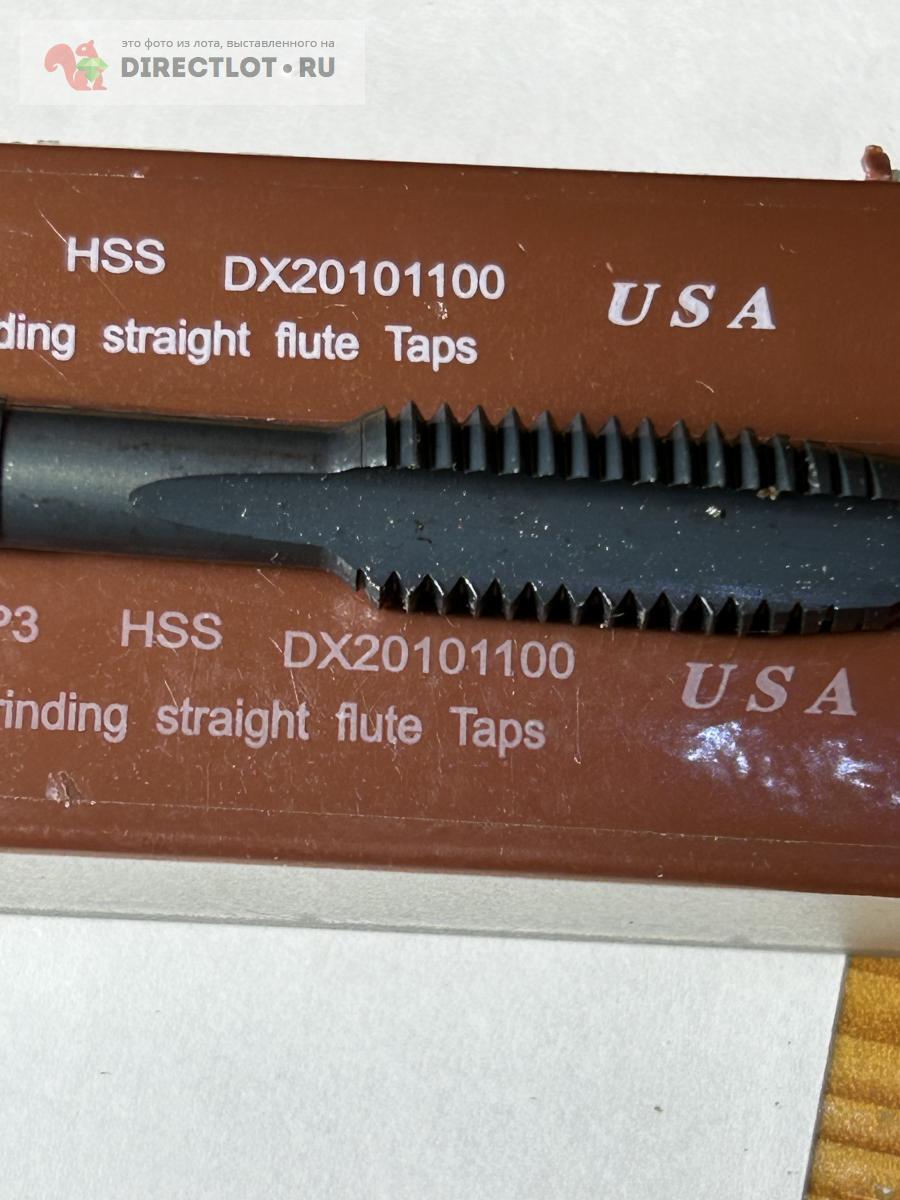 это фото из лота, выставленного на
DIRECTLOT.RU
HSS DX20101100 USA
ding straight flute Taps
P3 HSS DX20101100 USA
rinding straight flute Taps